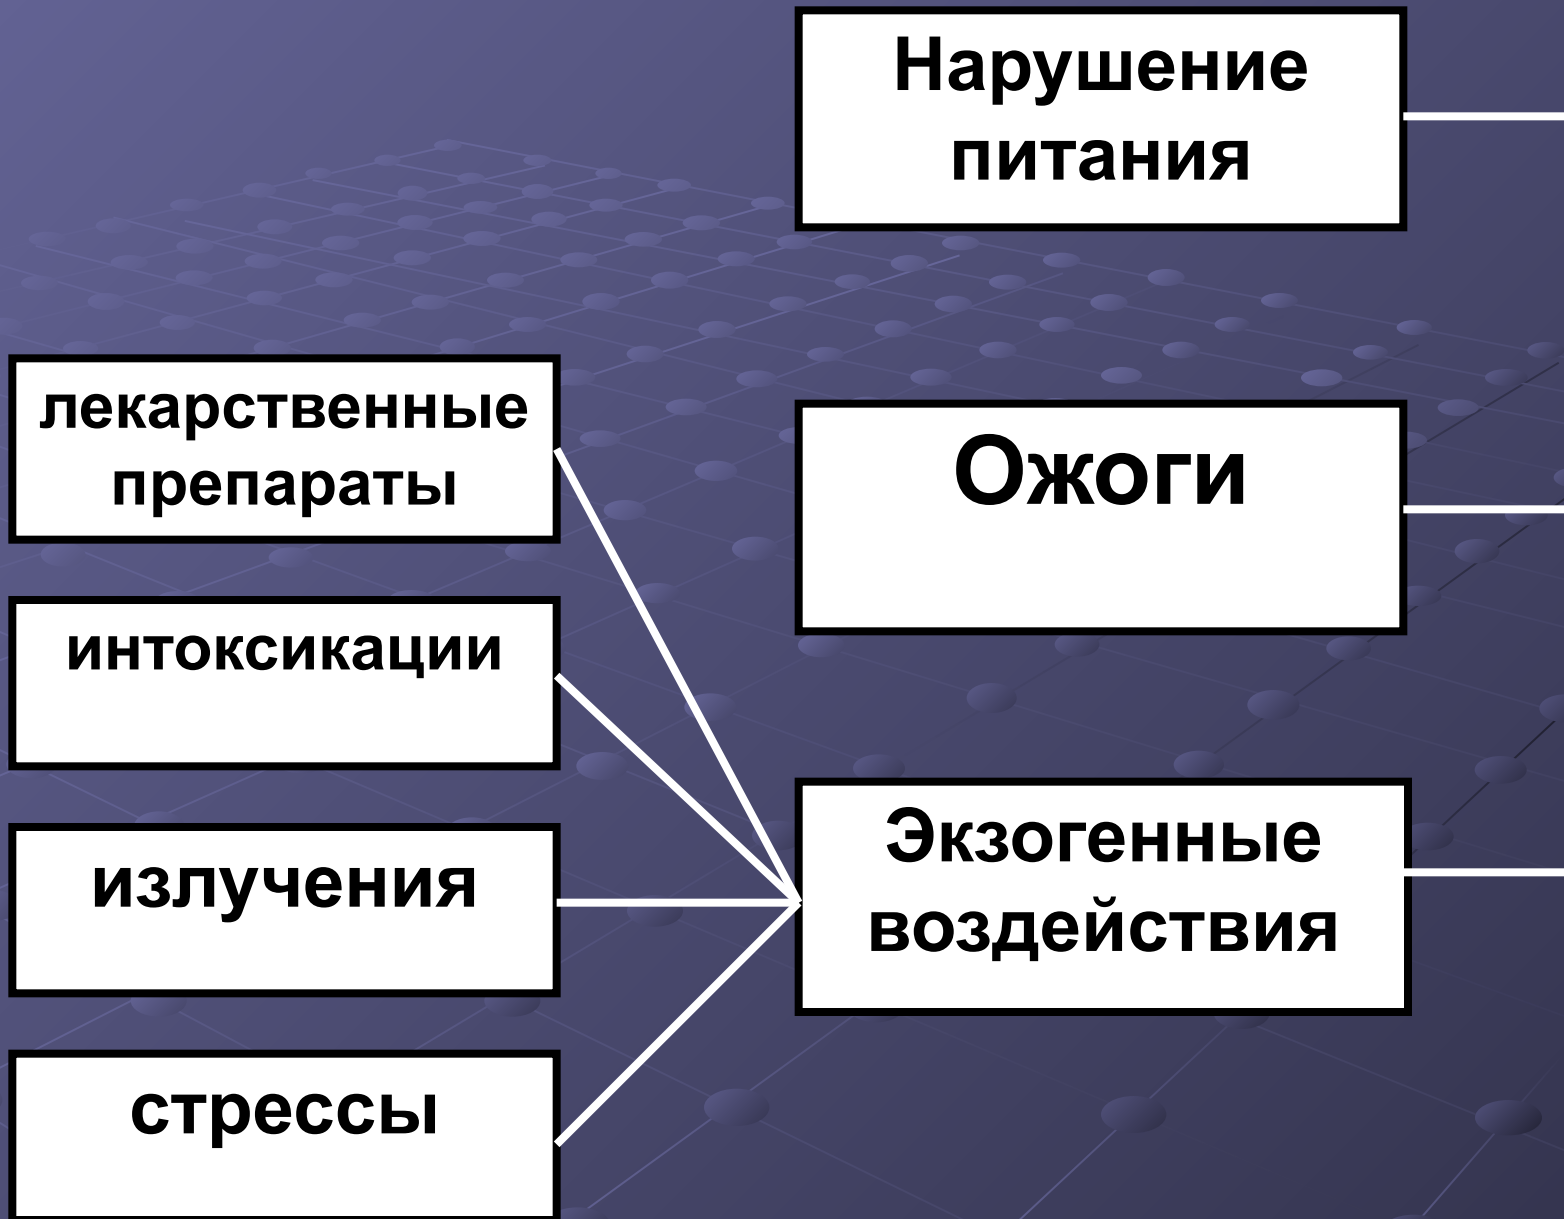 Нарушение
питания
лекарственные
препараты
Ожоги
интоксикации
Экзогенные
воздействия
излучения
стрессы